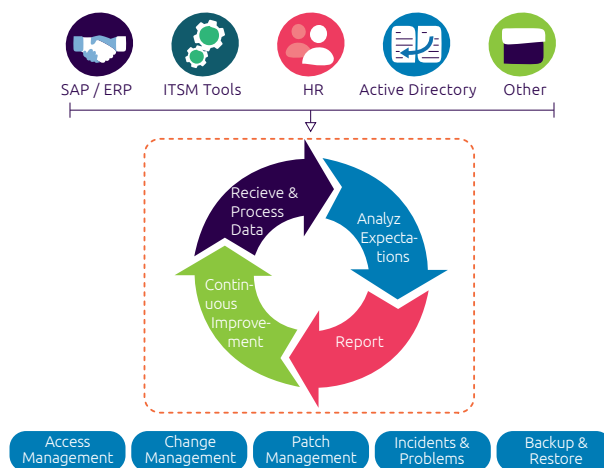 SAP / ERP
ITSM Tools
HR
Active Directory
Other
Recieve &
Process
Data
Analyz
Expecta-
tions
Contin-
uous
Improve-
ment
Report
Access
Management
Change
Management
Patch
Management
Incidents &
Problems
Backup &
Restore